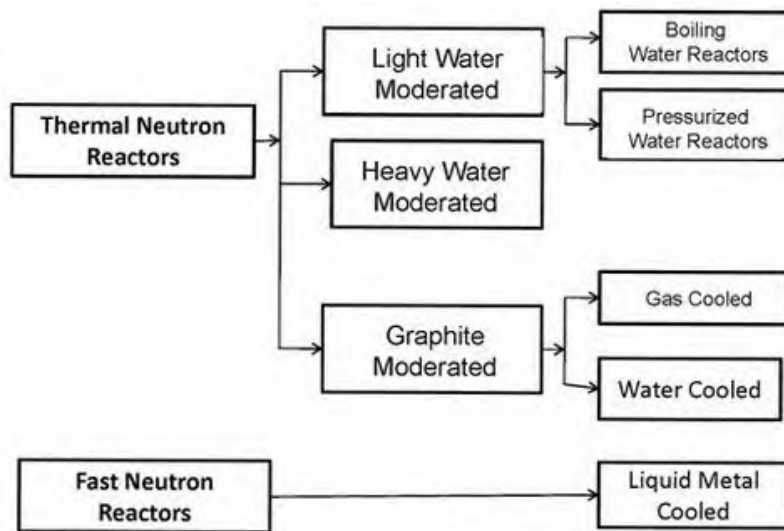 Thermal Neutron
Reactors
Light Water
Moderated
Boiling
Water Reactors
Pressurized
Water Reactors
Heavy Water
Moderated
Graphite
Moderated
Gas Cooled
Water Cooled
Fast Neutron
Reactors
Liquid Metal
Cooled